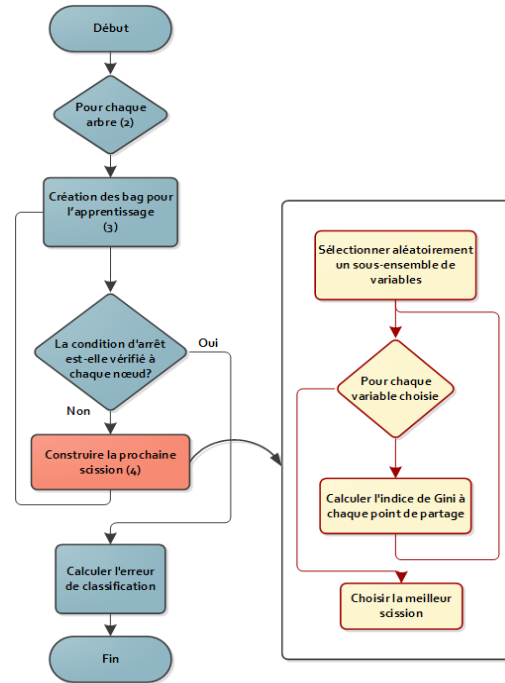 Début
Pour chaque
arbre (2)
Création des bag pour
l'apprentissage
(3)
La condition d'arrêt
est-elle vérifié à
chaque nœud?
Oui
Non
Construire la prochaine
scission (4)
Calculer l'erreur
de classification
Fin
Sélectionner aléatoirement
un sous-ensemble de
variables
Pour chaque
variable choisie
Calculer l'indice de Gini à
chaque point de partage
Choisir la meilleur
scission